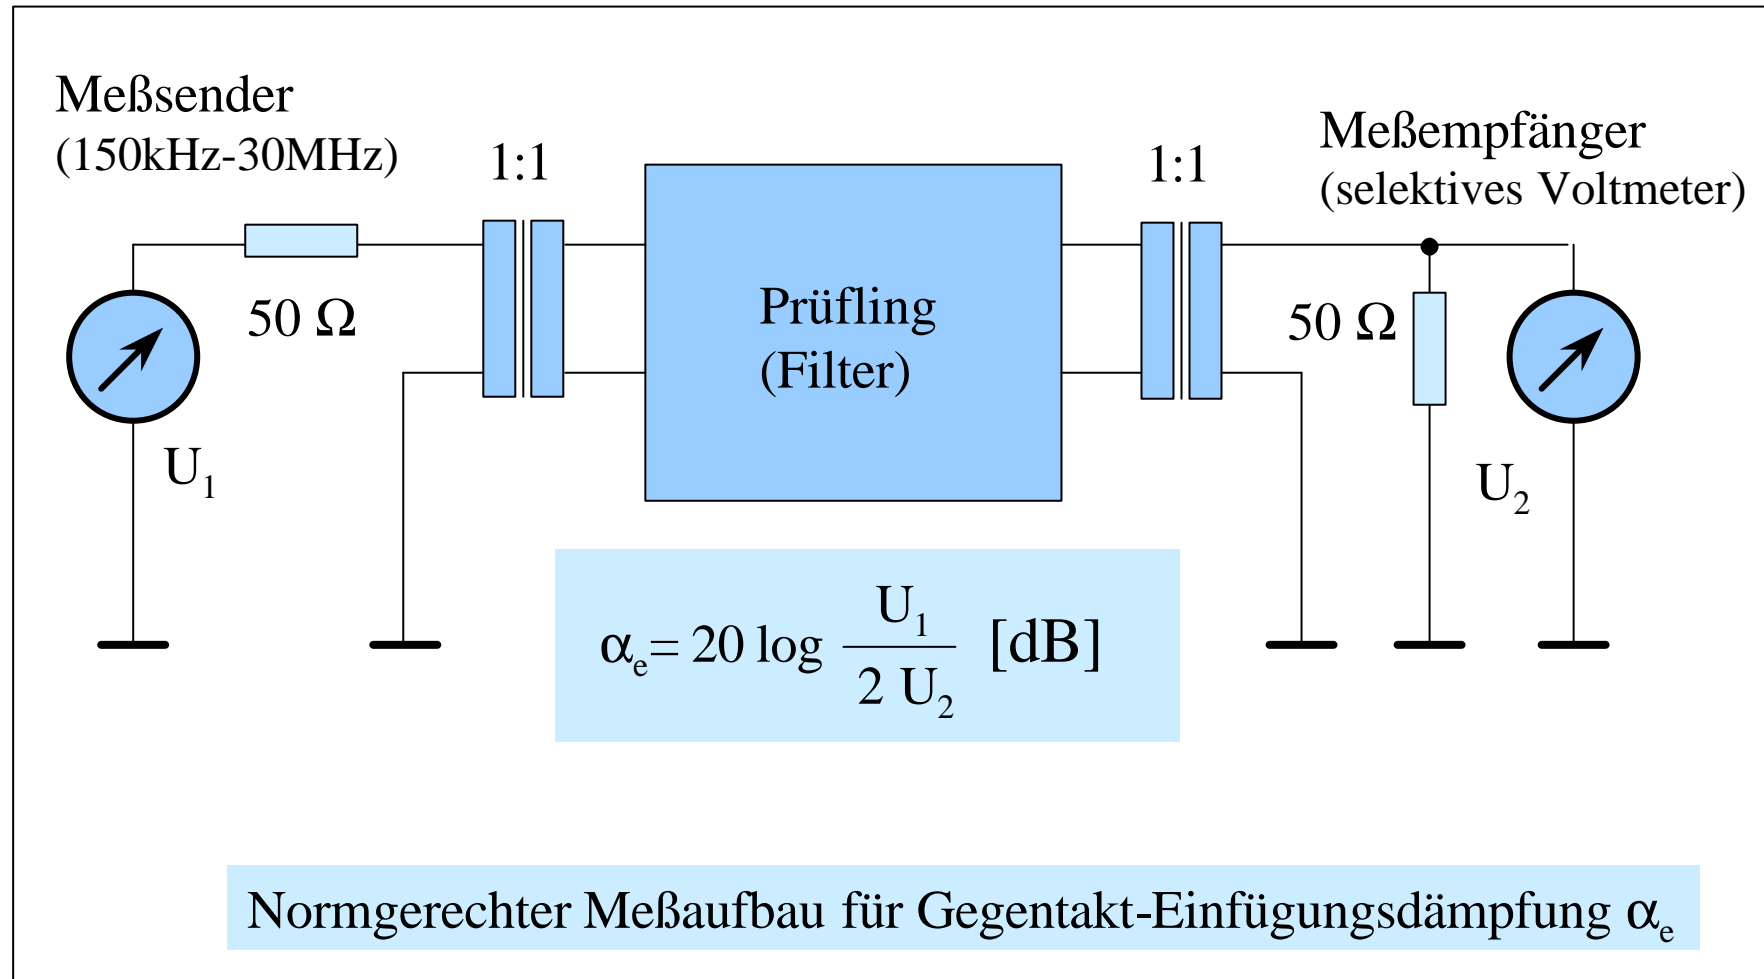 Meßsender
(150kHz-30MHz)
1:1
1:1
Meßempfänger
(selektives Voltmeter)
50 Ω
Prüfling
(Filter)
50 Ω
U₁
U₂
αₑ= 20 log U₁ / 2 U₂ [dB]
Normgerechter Meßaufbau für Gegentakt-Einfügungsdämpfung αₑ